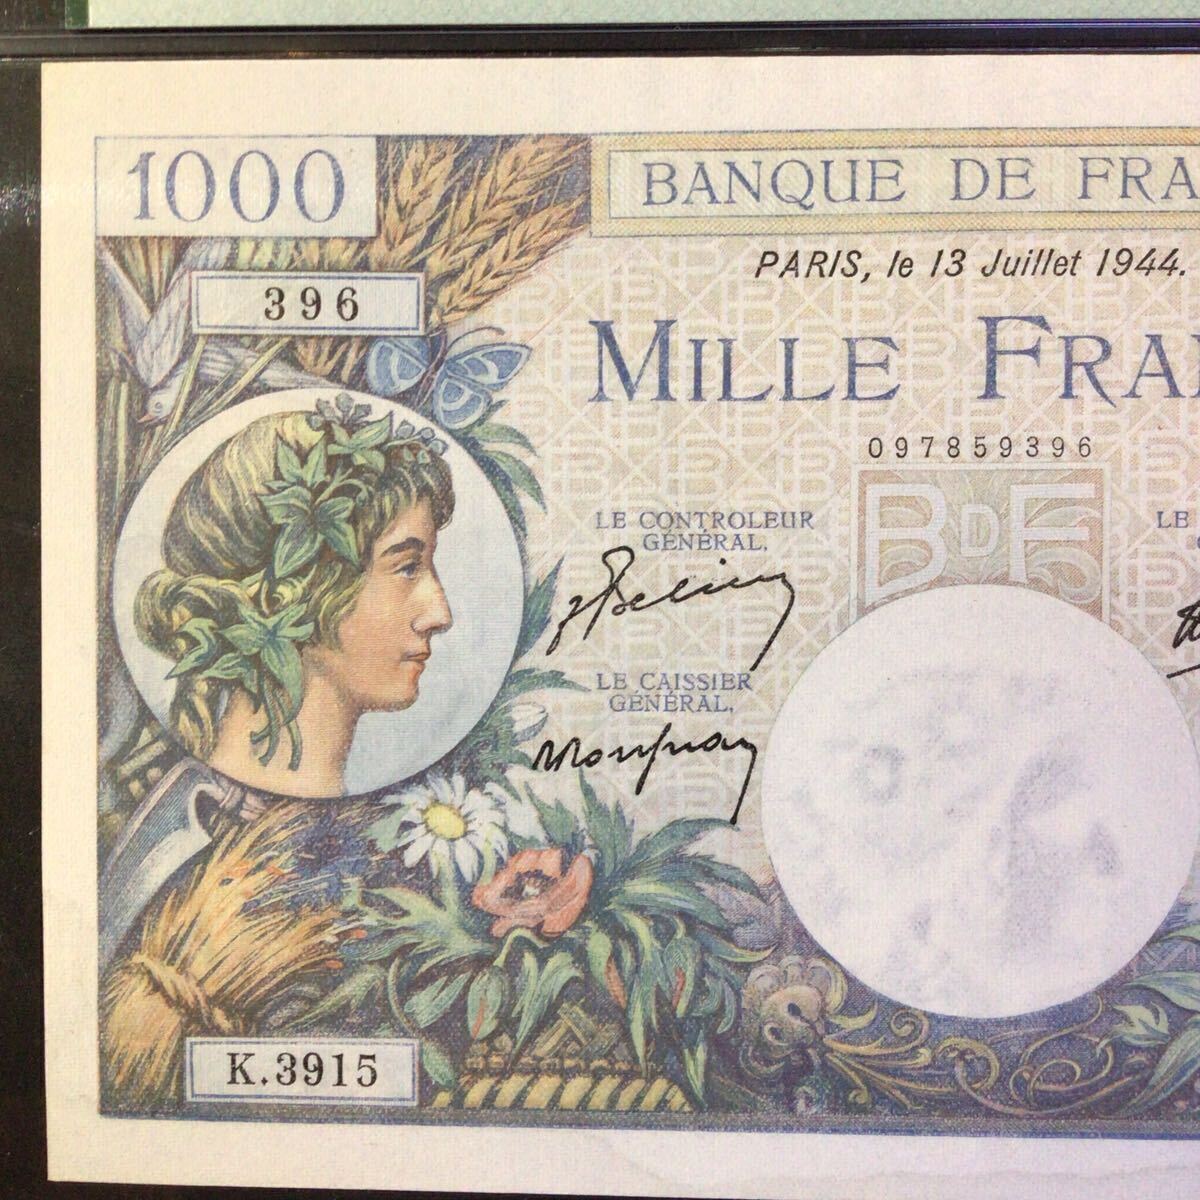 1000
BANQUE DE FRA
396
PARIS, le 13 Juillet 1944.
MILLE FRA
097859396
LE CONTROLEUR
GÉNÉRAL,
BDF
LE
LE CAISSIER
GÉNÉRAL,
K.3915